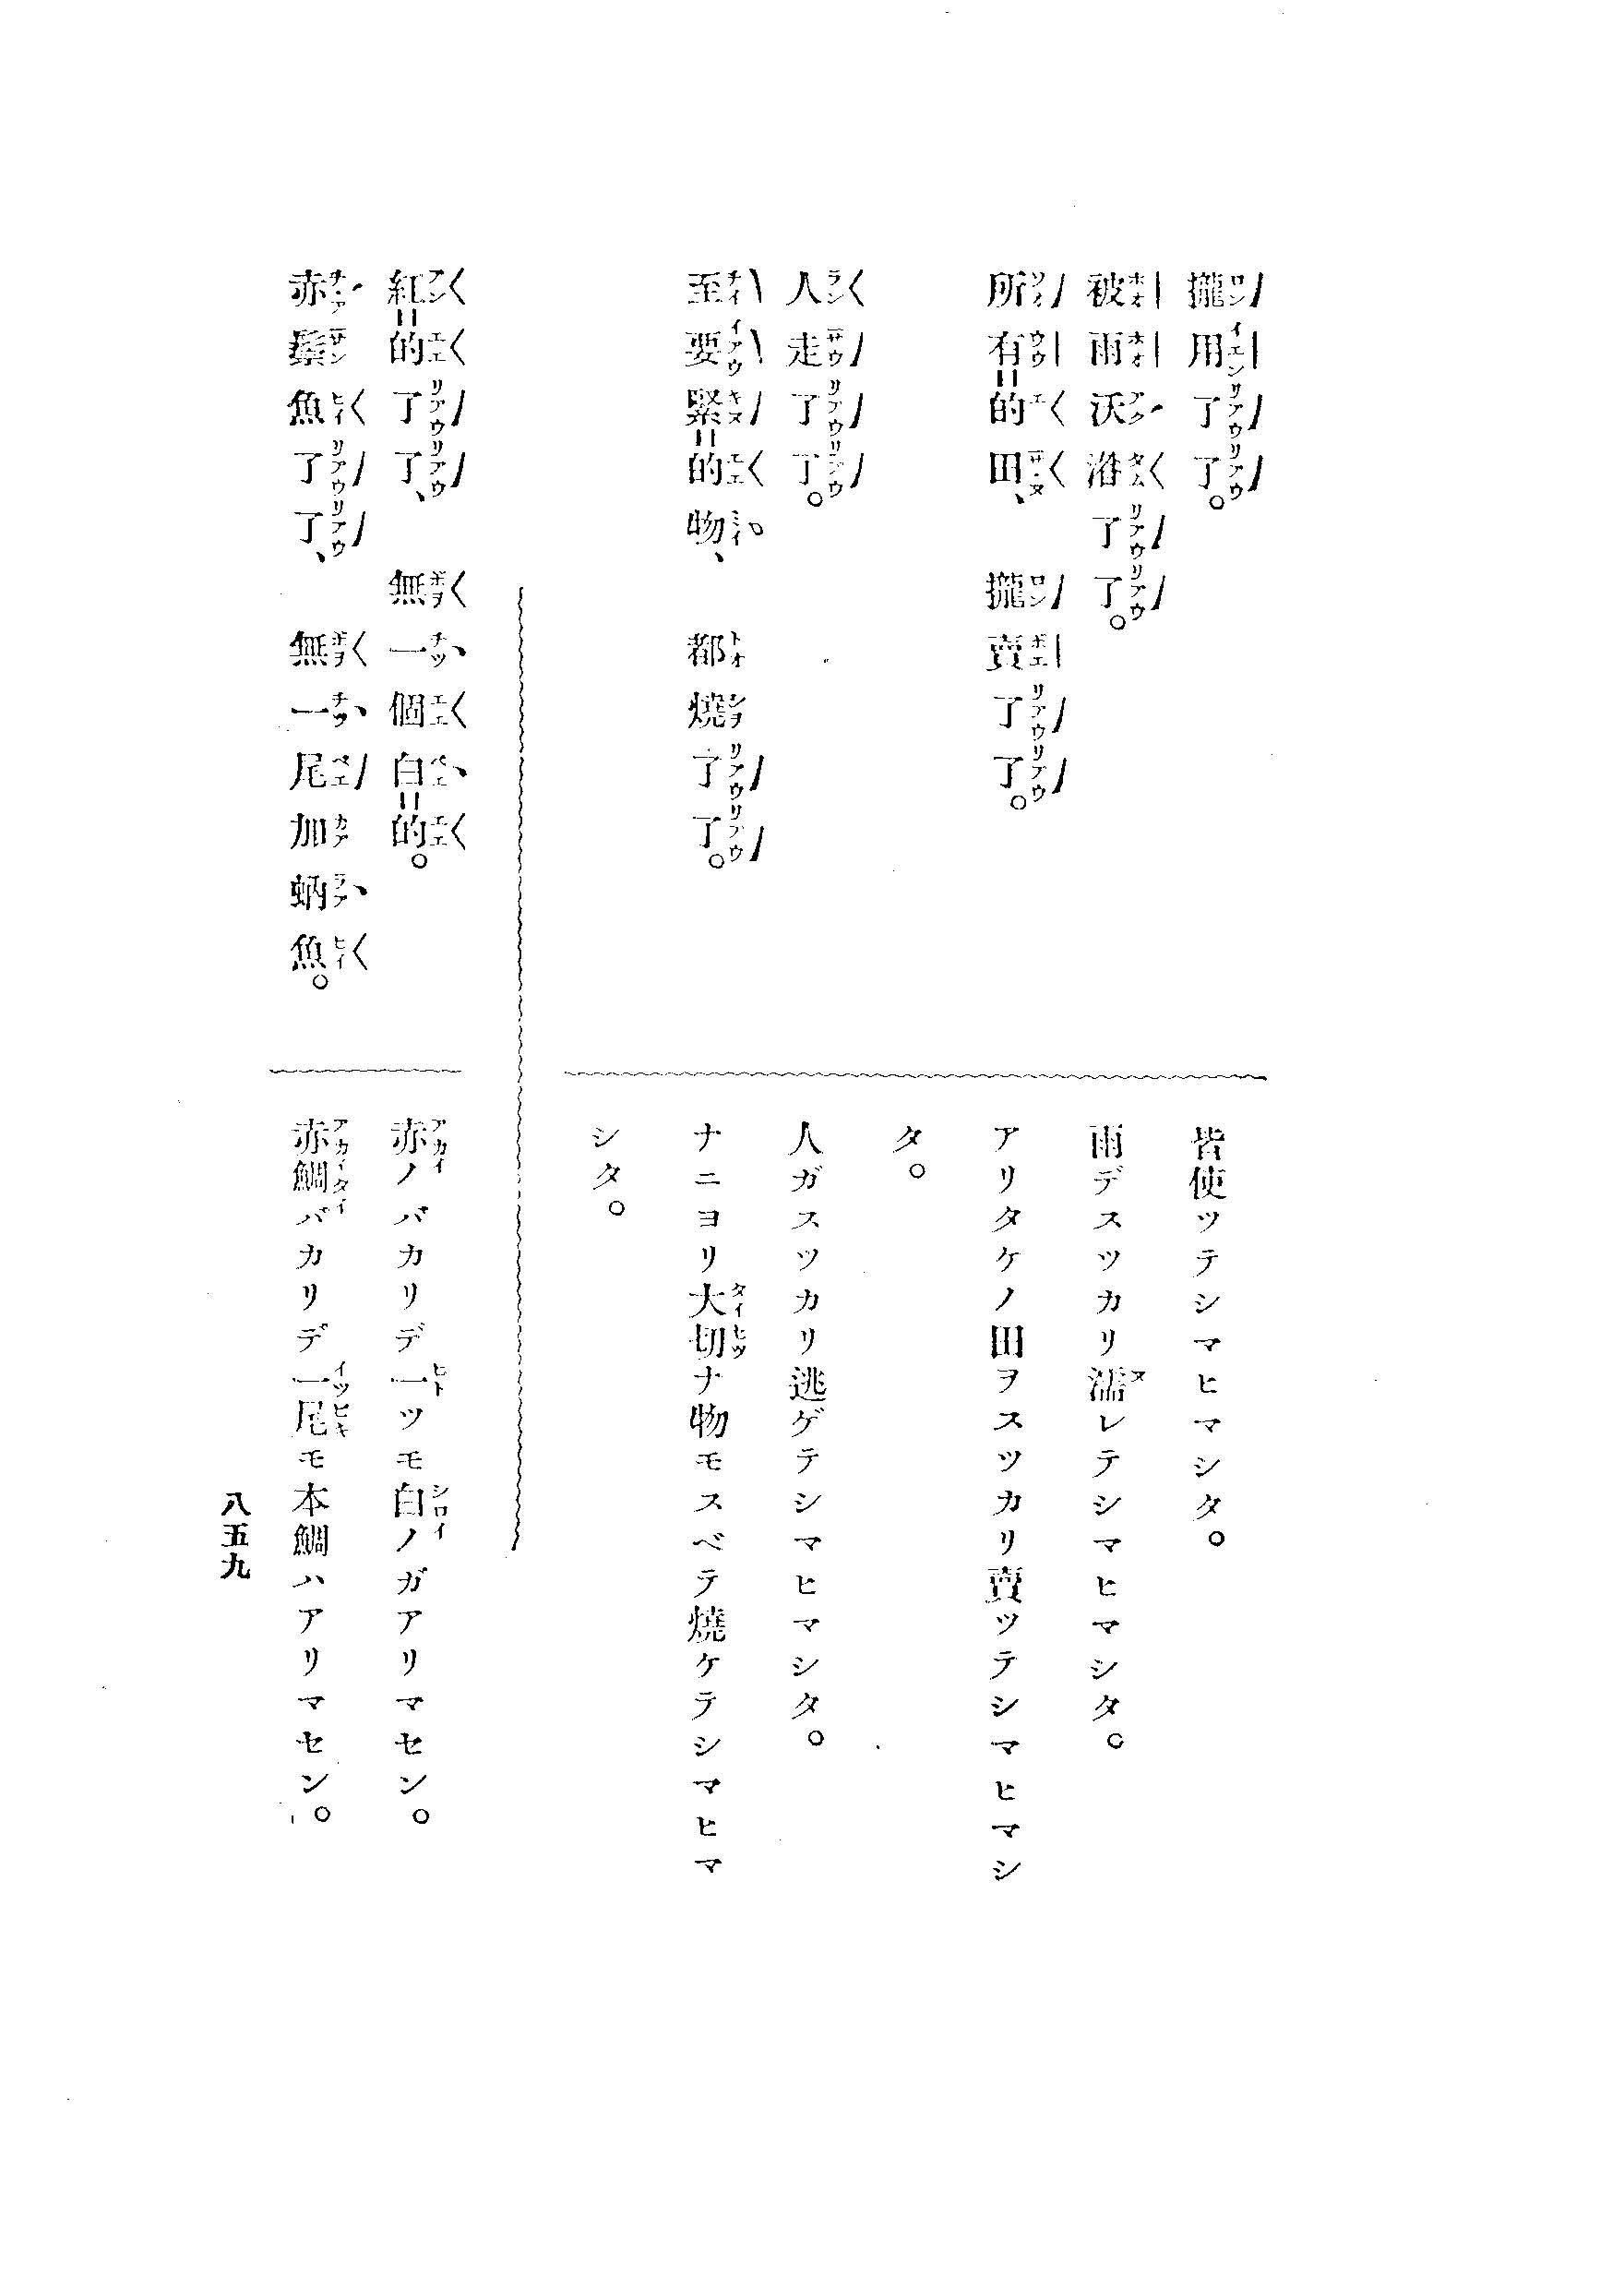 攏用了了。
被雨沃澹了了。
所有=的田、攏賣了了。
人走了了。
至要緊=的物、都燒了了。
皆使ツテシマヒマシタ。
雨デスツカリ濡レテシマヒマシタ。
アリタケノ田ヲスツカリ賣ツテシマヒマシ
タ。
人ガスツカリ逃ゲテシマヒマシタ。
ナニヨリ大切ナ物モスベテ燒ケテシマヒマ
シタ。
紅=的了了、無一個白=的。
赤鬃魚了了、無一尾加蚋魚。
赤ノバカリデ一ツモ白ノガアリマセン。
赤鯛バカリデ一尾モ本鯛ハアリマセン。
八五九